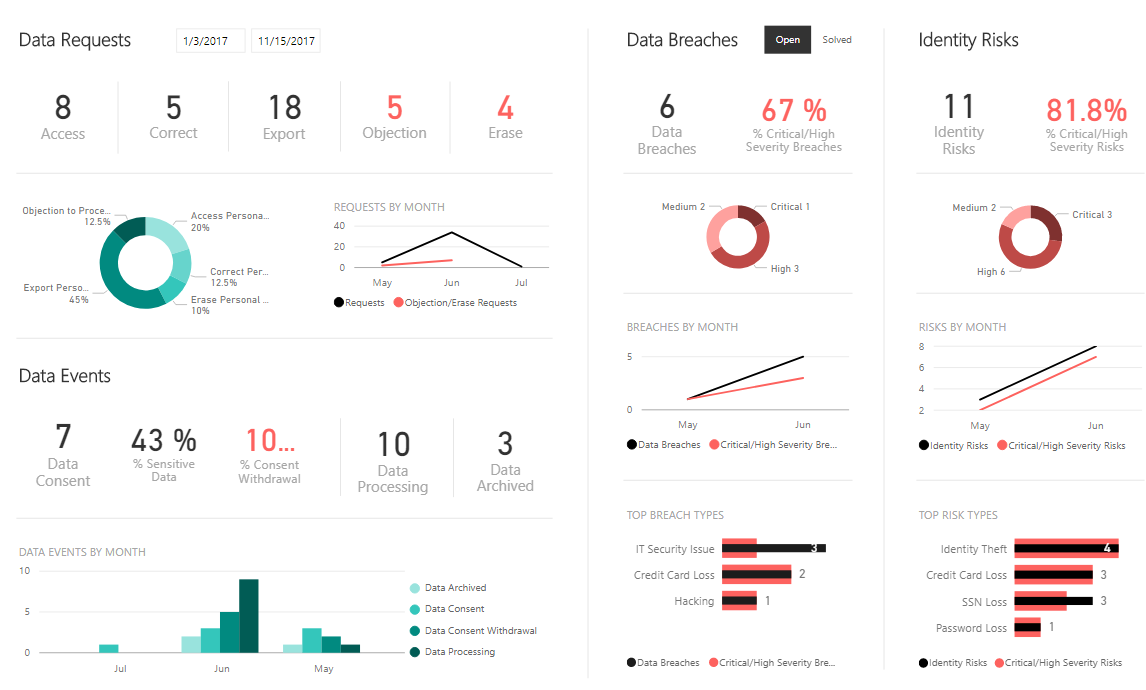 Data Requests
1/3/2017
11/15/2017
8
Access
5
Correct
18
Export
5
Objection
4
Erase
Objection to Proce...
12.5%
Access Persona...
20%
Correct Per...
12.5%
Export Perso...
45%
Erase Personal ...
10%
REQUESTS BY MONTH
40
20
0
May
Jun
Jul
Requests
Objection/Erase Requests
Data Events
7
Data
Consent
43 %
% Sensitive
Data
10...
% Consent
Withdrawal
10
Data
Processing
3
Data
Archived
DATA EVENTS BY MONTH
10
5
0
Jul
Jun
May
Data Archived
Data Consent
Data Consent Withdrawal
Data Processing
Data Breaches
Open
Solved
6
Data
Breaches
67 %
% Critical/High
Severity Breaches
Medium 2
Critical 1
High 3
BREACHES BY MONTH
5
0
May
Jun
Data Breaches
Critical/High Severity Bre...
TOP BREACH TYPES
IT Security Issue
3
Credit Card Loss
2
Hacking
1
Data Breaches
Critical/High Severity Bre...
Identity Risks
11
Identity
Risks
81.8%
% Critical/High
Severity Risks
Medium 2
Critical 3
High 6
RISKS BY MONTH
8
6
4
2
May
Jun
Identity Risks
Critical/High Severity Risks
TOP RISK TYPES
Identity Theft
4
Credit Card Loss
3
SSN Loss
3
Password Loss
1
Identity Risks
Critical/High Severity Risks